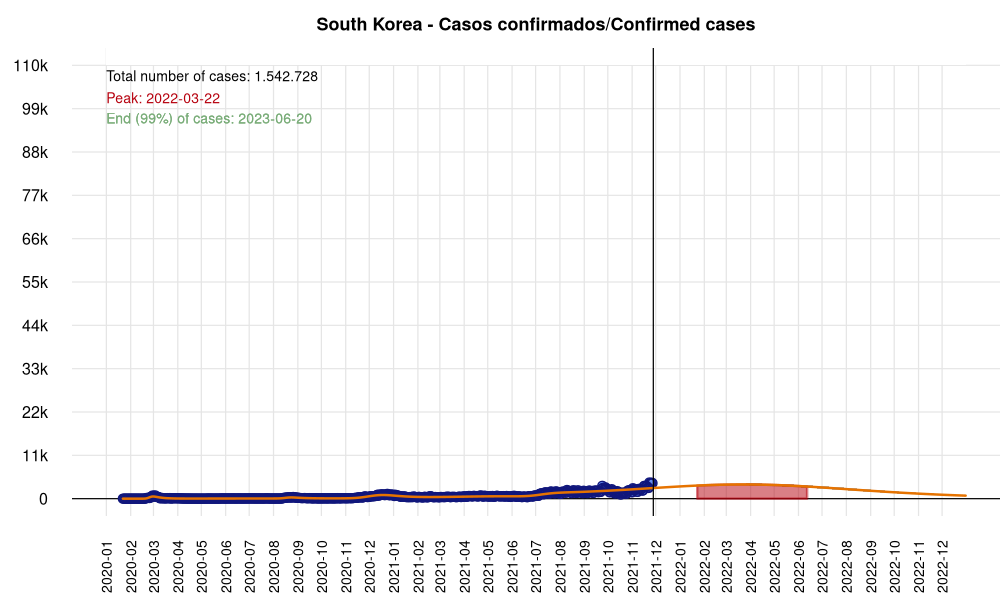 South Korea - Casos confirmados/Confirmed cases
110k
99k
88k
77k
66k
55k
44k
33k
22k
11k
0
Total number of cases: 1.542.728
Peak: 2022-03-22
End (99%) of cases: 2023-06-20
2020-01
2020-02
2020-03
2020-04
2020-05
2020-06
2020-07
2020-08
2020-09
2020-10
2020-11
2020-12
2021-01
2021-02
2021-03
2021-04
2021-05
2021-06
2021-07
2021-08
2021-09
2021-10
2021-11
2021-12
2022-01
2022-02
2022-03
2022-04
2022-05
2022-06
2022-07
2022-08
2022-09
2022-10
2022-11
2022-12